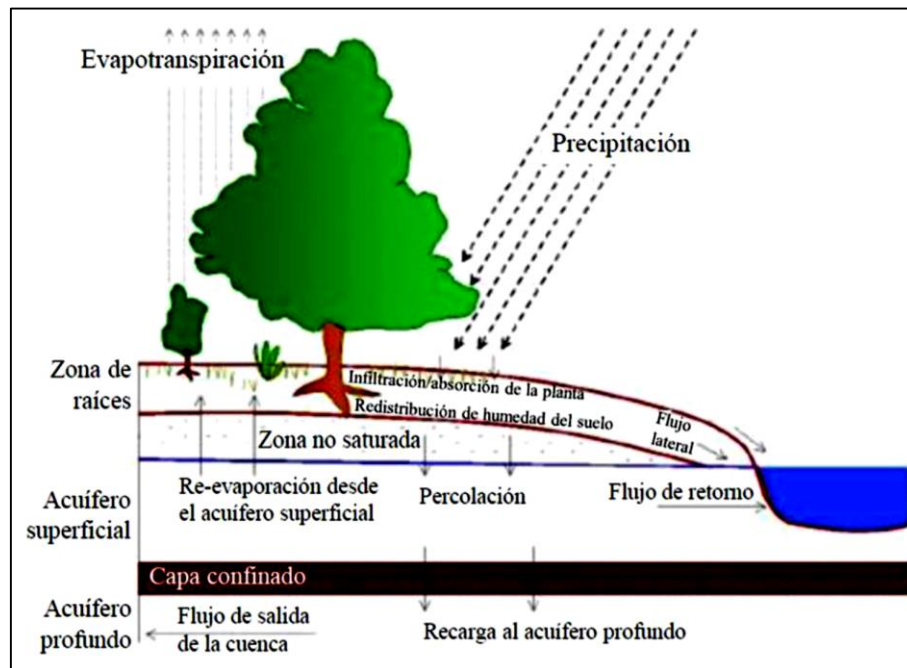 Evapotranspiración
Precipitación
Zona de
raíces
Infiltración/absorción de la planta
Redistribución de humedad del suelo
Flujo
lateral
Zona no saturada
Acuífero
superficial
Re-evaporación desde
el acuífero superficial
Percolación
Flujo de retorno
Capa confinado
Acuífero
profundo
Flujo de salida
de la cuenca
Recarga al acuífero profundo